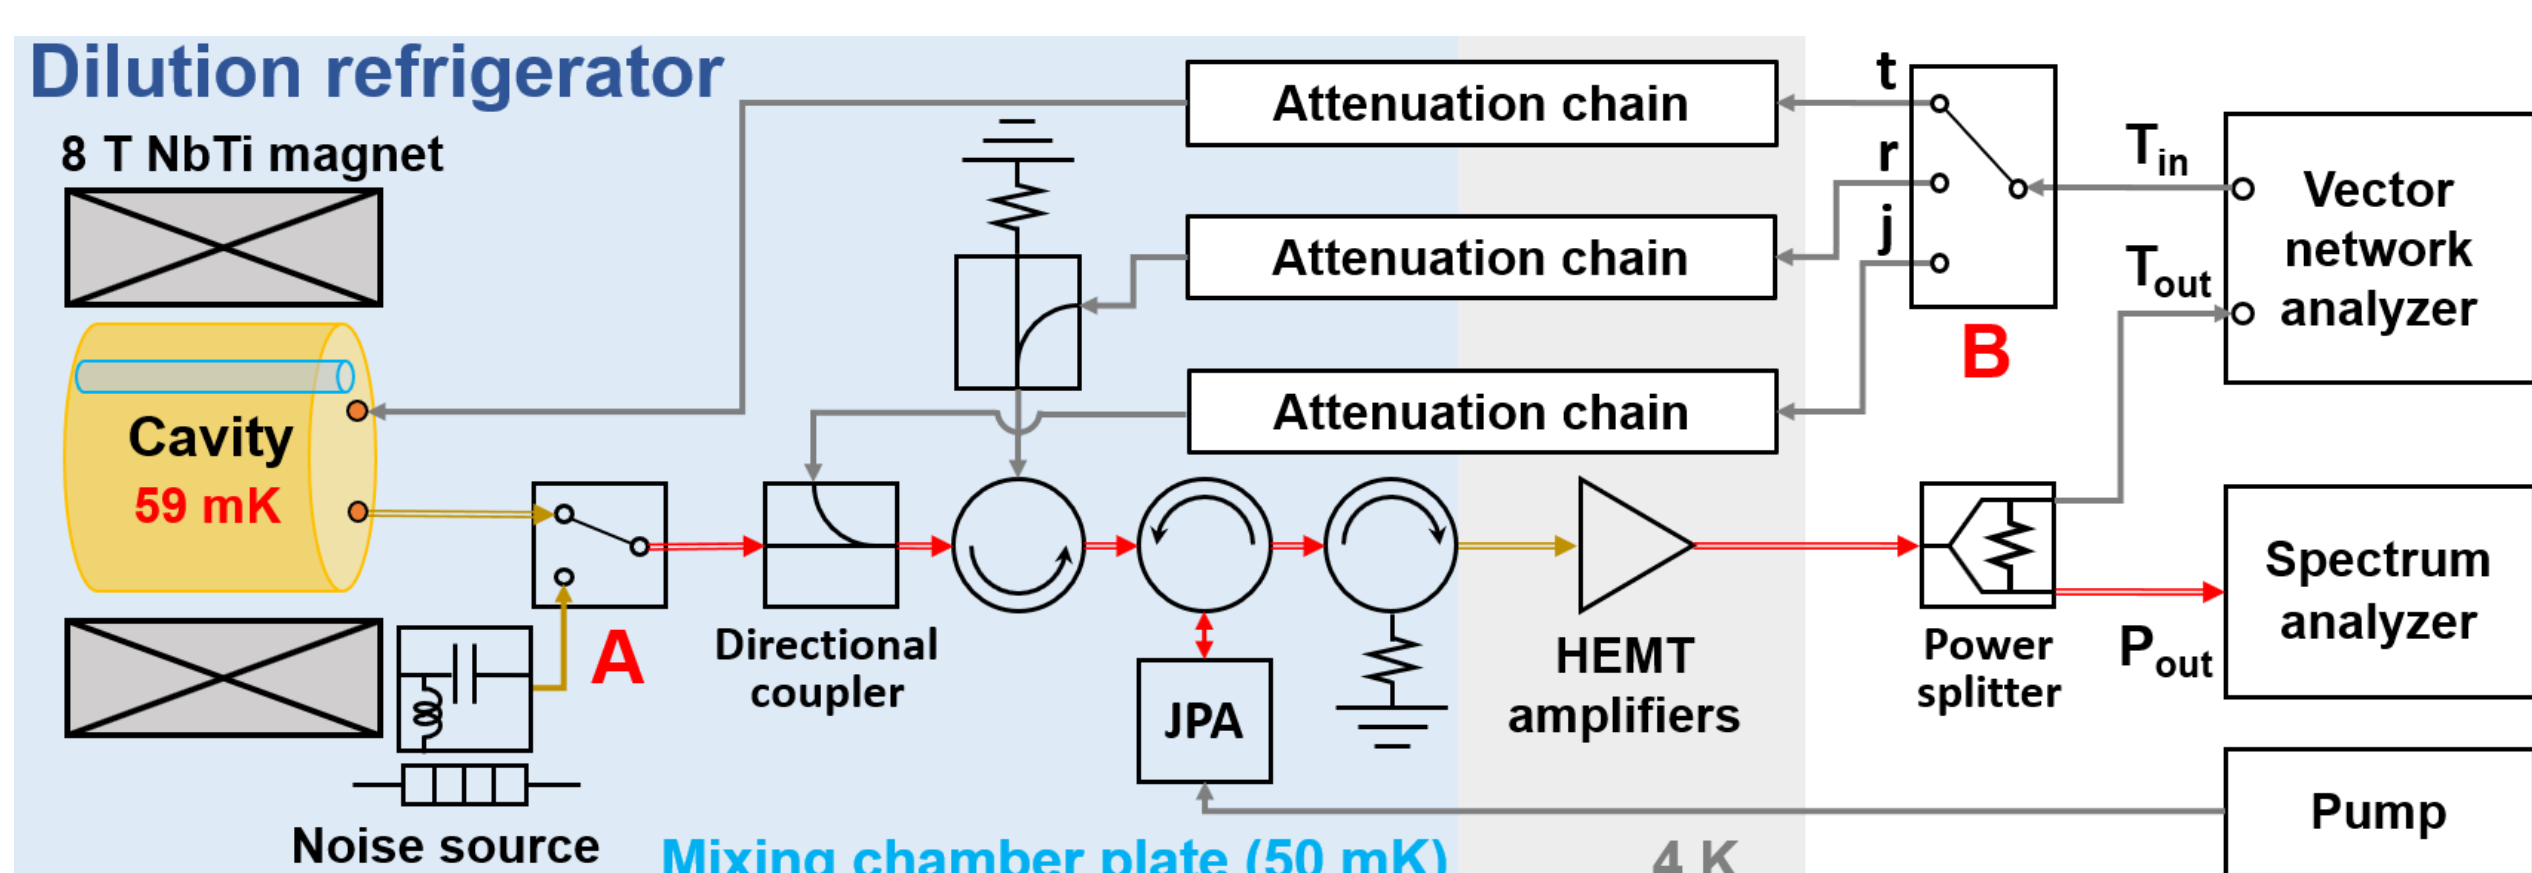 Dilution refrigerator
8 T NbTi magnet
Cavity
59 mK
A
Noise source
Directional
coupler
Attenuation chain
Attenuation chain
Attenuation chain
JPA
HEMT
amplifiers
Mixing chamber plate (50 mK)
4 K
t
r
j
B
Tin
Tout
Vector
network
analyzer
Power
splitter
Pout
Spectrum
analyzer
Pump